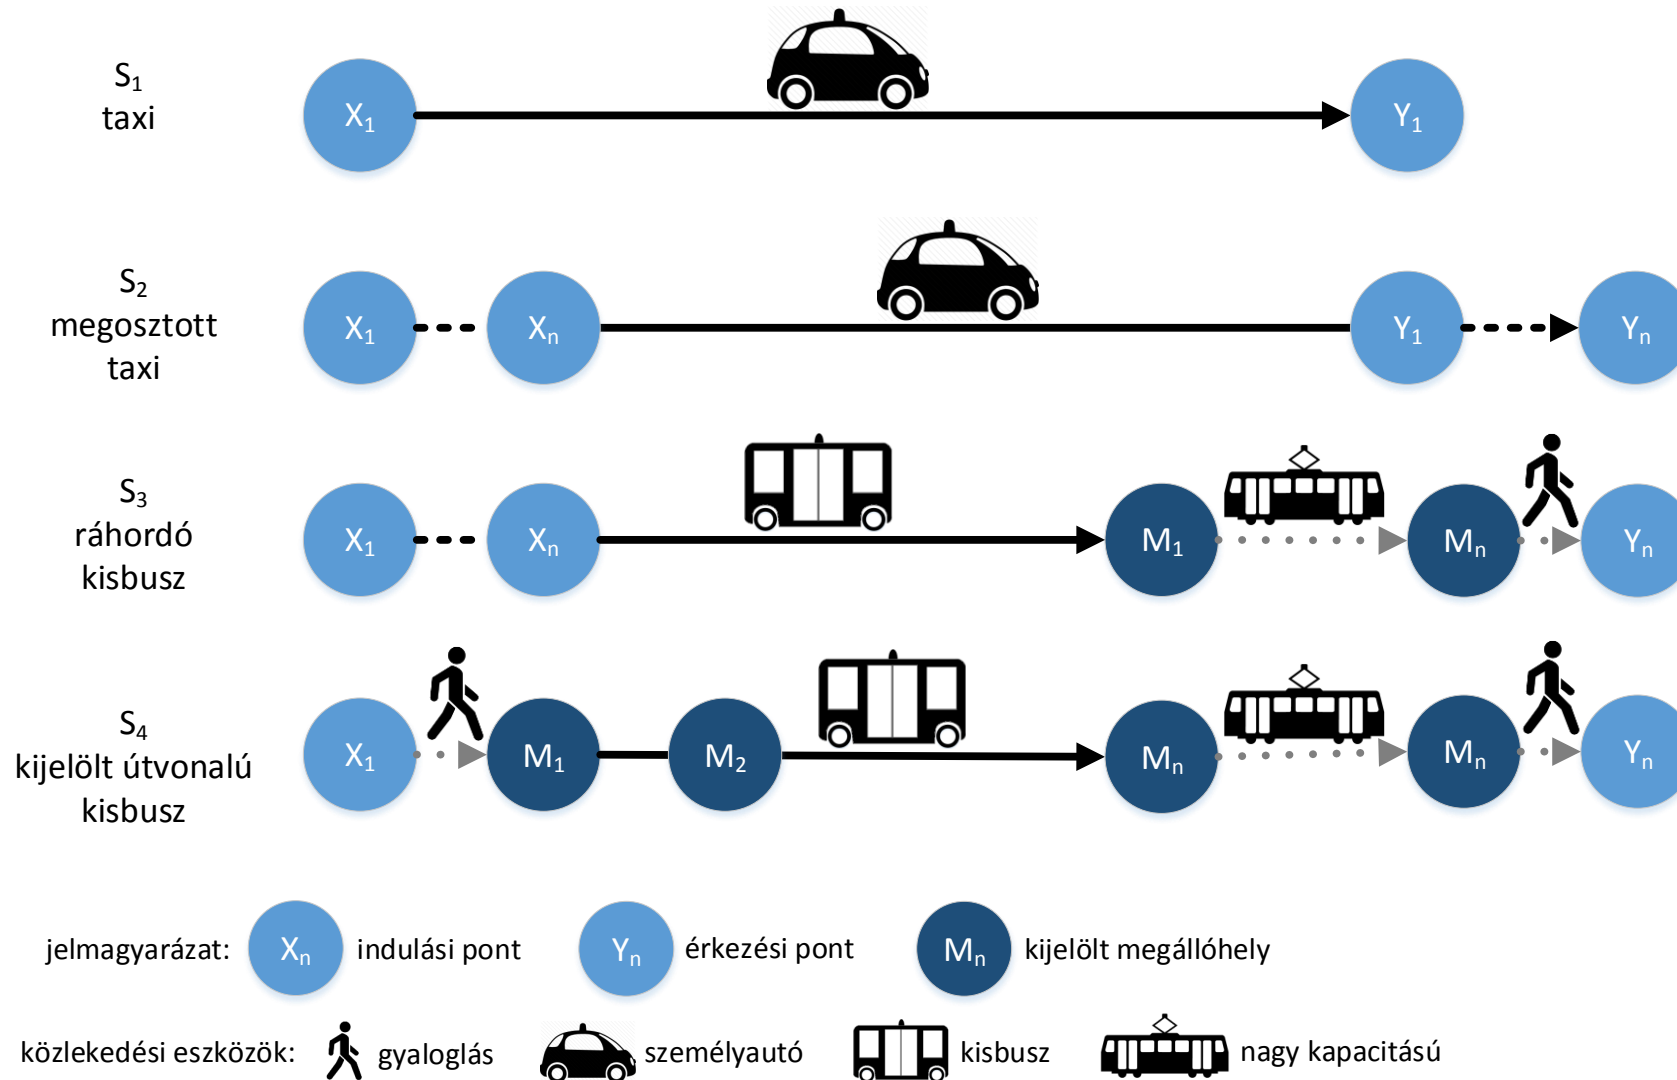 S₁
taxi
X₁
Y₁
S₂
megosztott
taxi
X₁
Xₙ
Y₁
Yₙ
S₃
ráhordó
kisbusz
X₁
Xₙ
M₁
Mₙ
Yₙ
S₄
kijelölt útvonalú
kisbusz
X₁
M₁
M₂
Mₙ
Mₙ
Yₙ
jelmagyarázat: Xₙ indulási pont Yₙ érkezési pont Mₙ kijelölt megállóhely
közlekedési eszközök: gyaloglás személyautó kisbusz nagy kapacitású